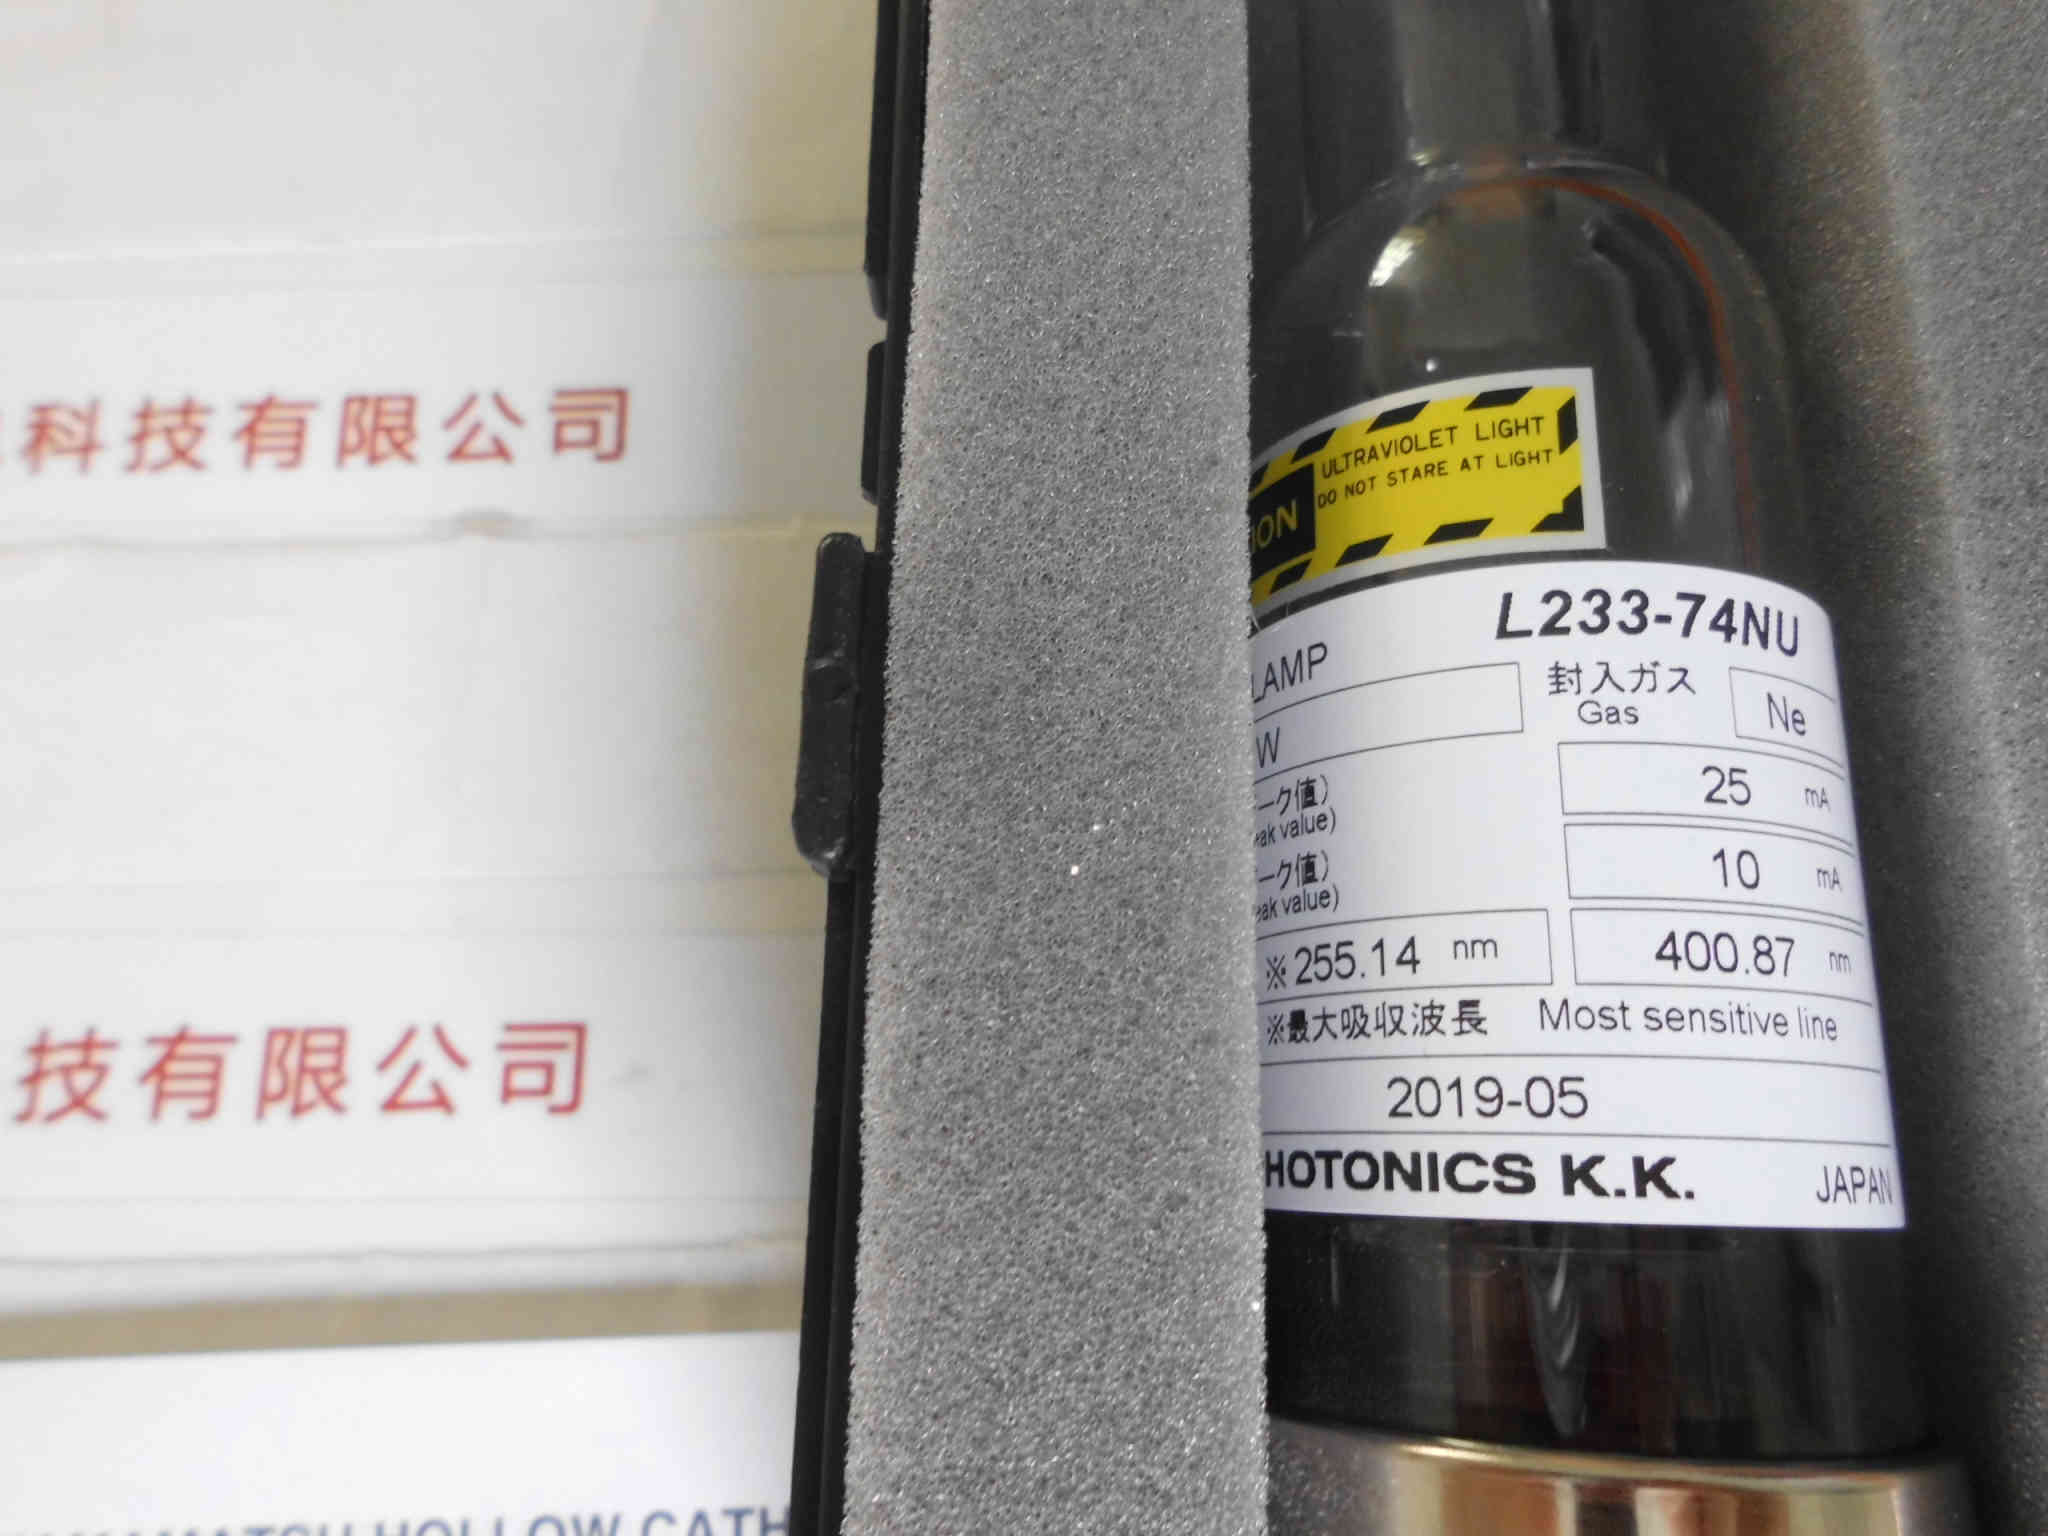 科技有限公司
技有限公司
HOLLOW CATH
ULTRAVIOLET LIGHT
DO NOT STARE AT LIGHT
ION
L233-74NU
LAMP
封入ガス
Gas
Ne
W
ーク値)
eak value)
25 mA
ーク値)
eak value)
10 mA
※255.14 nm
400.87 nm
※最大吸収波長 Most sensitive line
2019-05
HOTONICS K.K. JAPAN